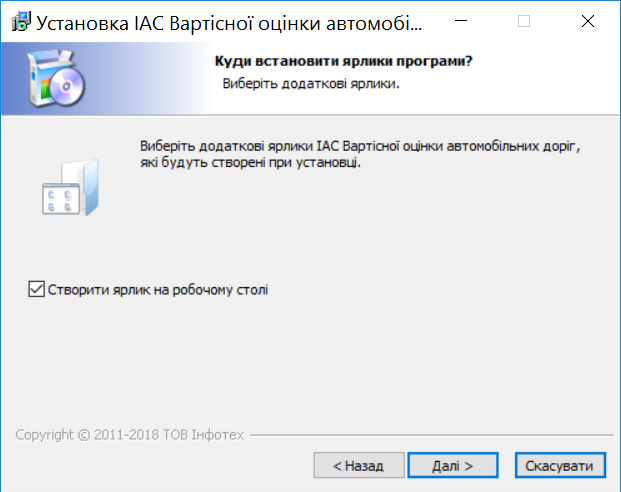 Установка ІАС Вартісної оцінки автомобі...
Куди встановити ярлики програми?
Виберіть додаткові ярлики.
Виберіть додаткові ярлики ІАС Вартісної оцінки автомобільних доріг,
які будуть створені при установці.
Створити ярлик на робочому столі
Copyright © 2011-2018 ТОВ Інфотех
< Назад
Далі >
Скасувати